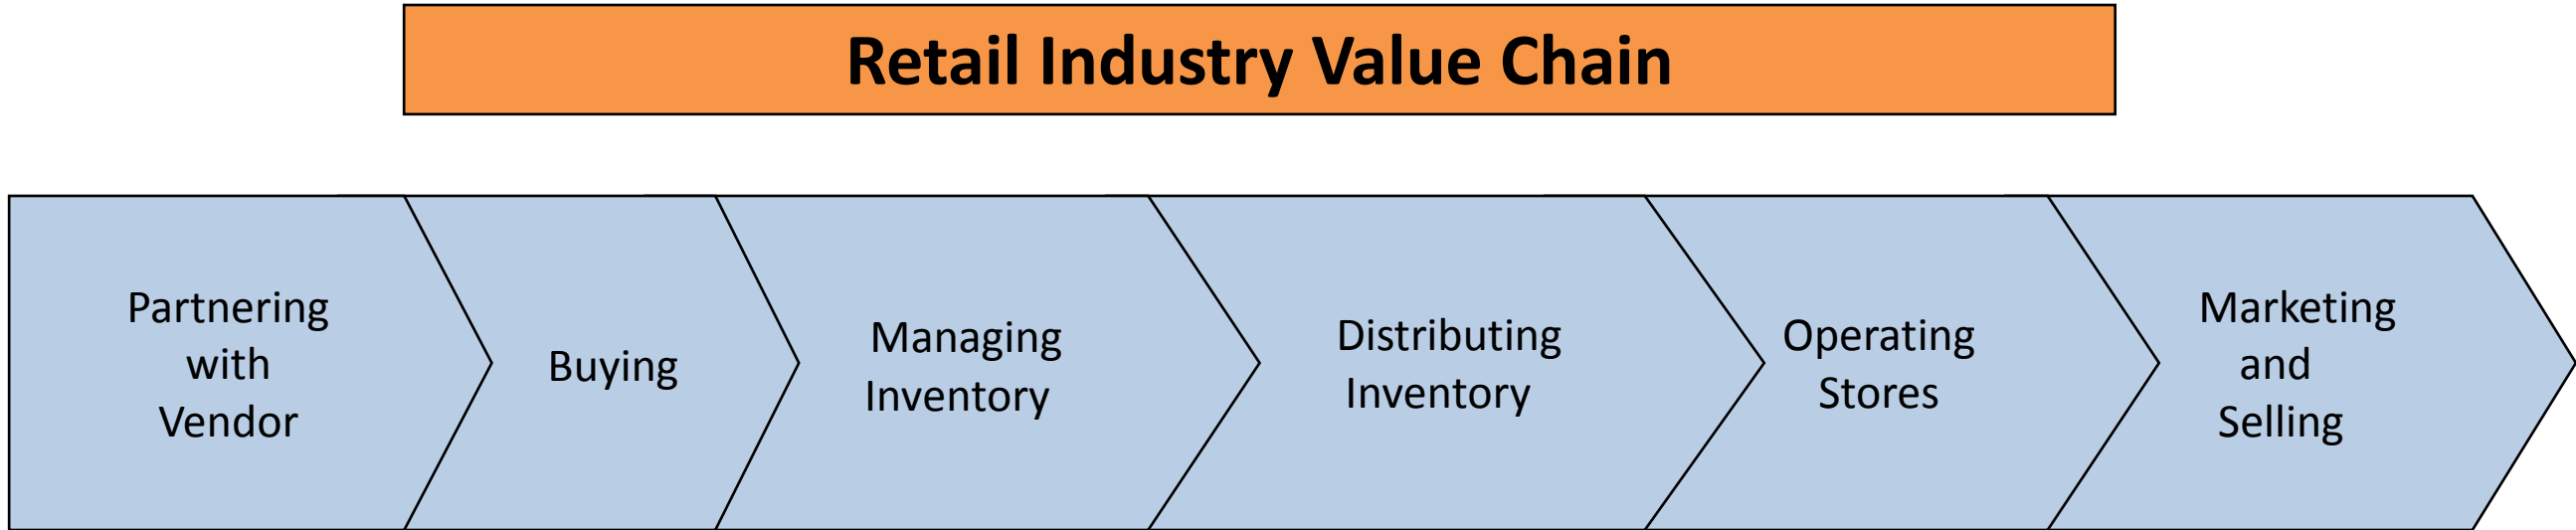 Retail Industry Value Chain
Partnering
with
Vendor
Buying
Managing
Inventory
Distributing
Inventory
Operating
Stores
Marketing
and
Selling